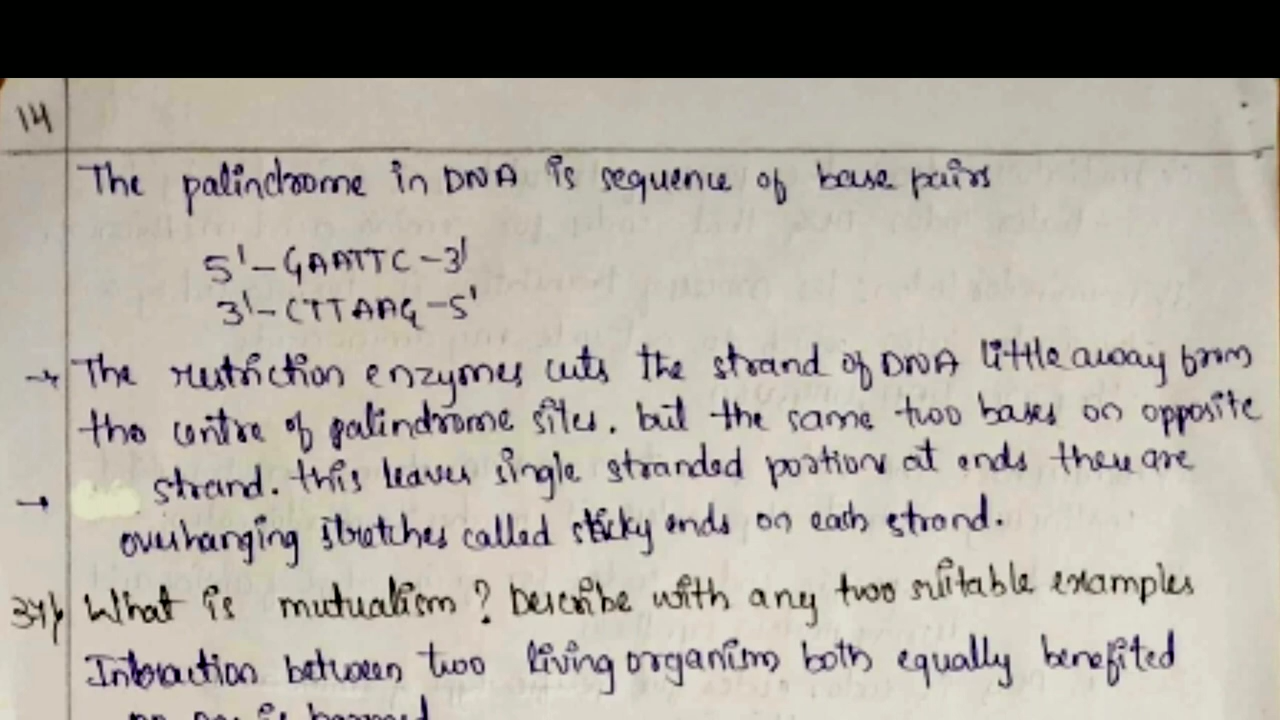 14
The palindrome in DNA is sequence of base pairs
5'-GAATTC-3'
3'-CTTAAG-5'
→ The restriction enzymes cuts the strand of DNA little away from
the centre of palindrome sites. but the same two bases on opposite
→ strand. this leaves single stranded portion at ends these are
overhanging stretches called sticky ends on each strand.
What is mutualism? Describe with any two suitable examples
Interaction between two living organism both equally benefited